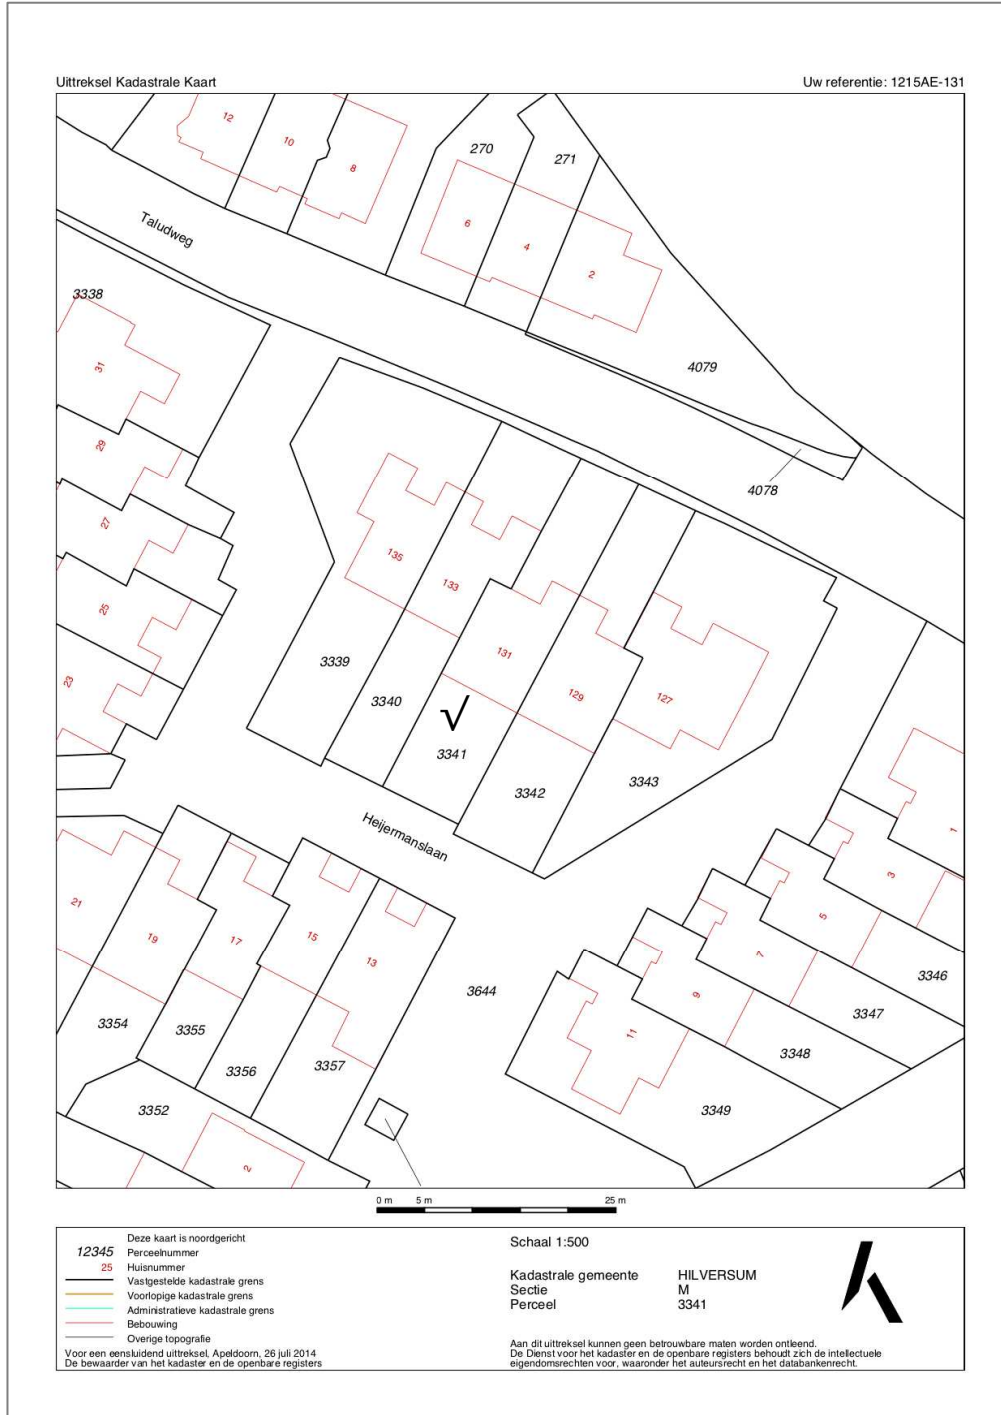 Uittreksel Kadastrale Kaart
Uw referentie: 1215AE-131
12
10
8
270
271
6
4
2
Taludweg
3338
31
4079
29
4078
27
135
133
25
131
129
127
23
3339
3340
3341
√
3342
3343
Heijermanslaan
1
3
5
7
9
11
21
19
17
15
13
3346
3347
3348
3349
3644
3354
3355
3356
3357
3352
2
0 m 5 m 25 m
Deze kaart is noordgericht
12345 Perceelnummer
25 Huisnummer
Vastgestelde kadastrale grens
Voorlopige kadastrale grens
Administratieve kadastrale grens
Bebouwing
Overige topografie
Voor een eensluidend uittreksel, Apeldoorn, 26 juli 2014
De bewaarder van het kadaster en de openbare registers
Schaal 1:500
Kadastrale gemeente HILVERSUM
Sectie M
Perceel 3341
Aan dit uittreksel kunnen geen betrouwbare maten worden ontleend.
De Dienst voor het kadaster en de openbare registers behoudt zich de intellectuele
eigendomsrechten voor, waaronder het auteursrecht en het databankenrecht.